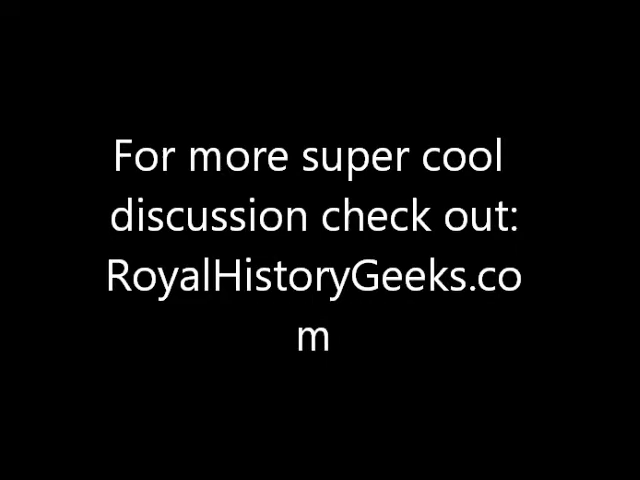 For more super cool
discussion check out:
RoyalHistoryGeeks.co
m